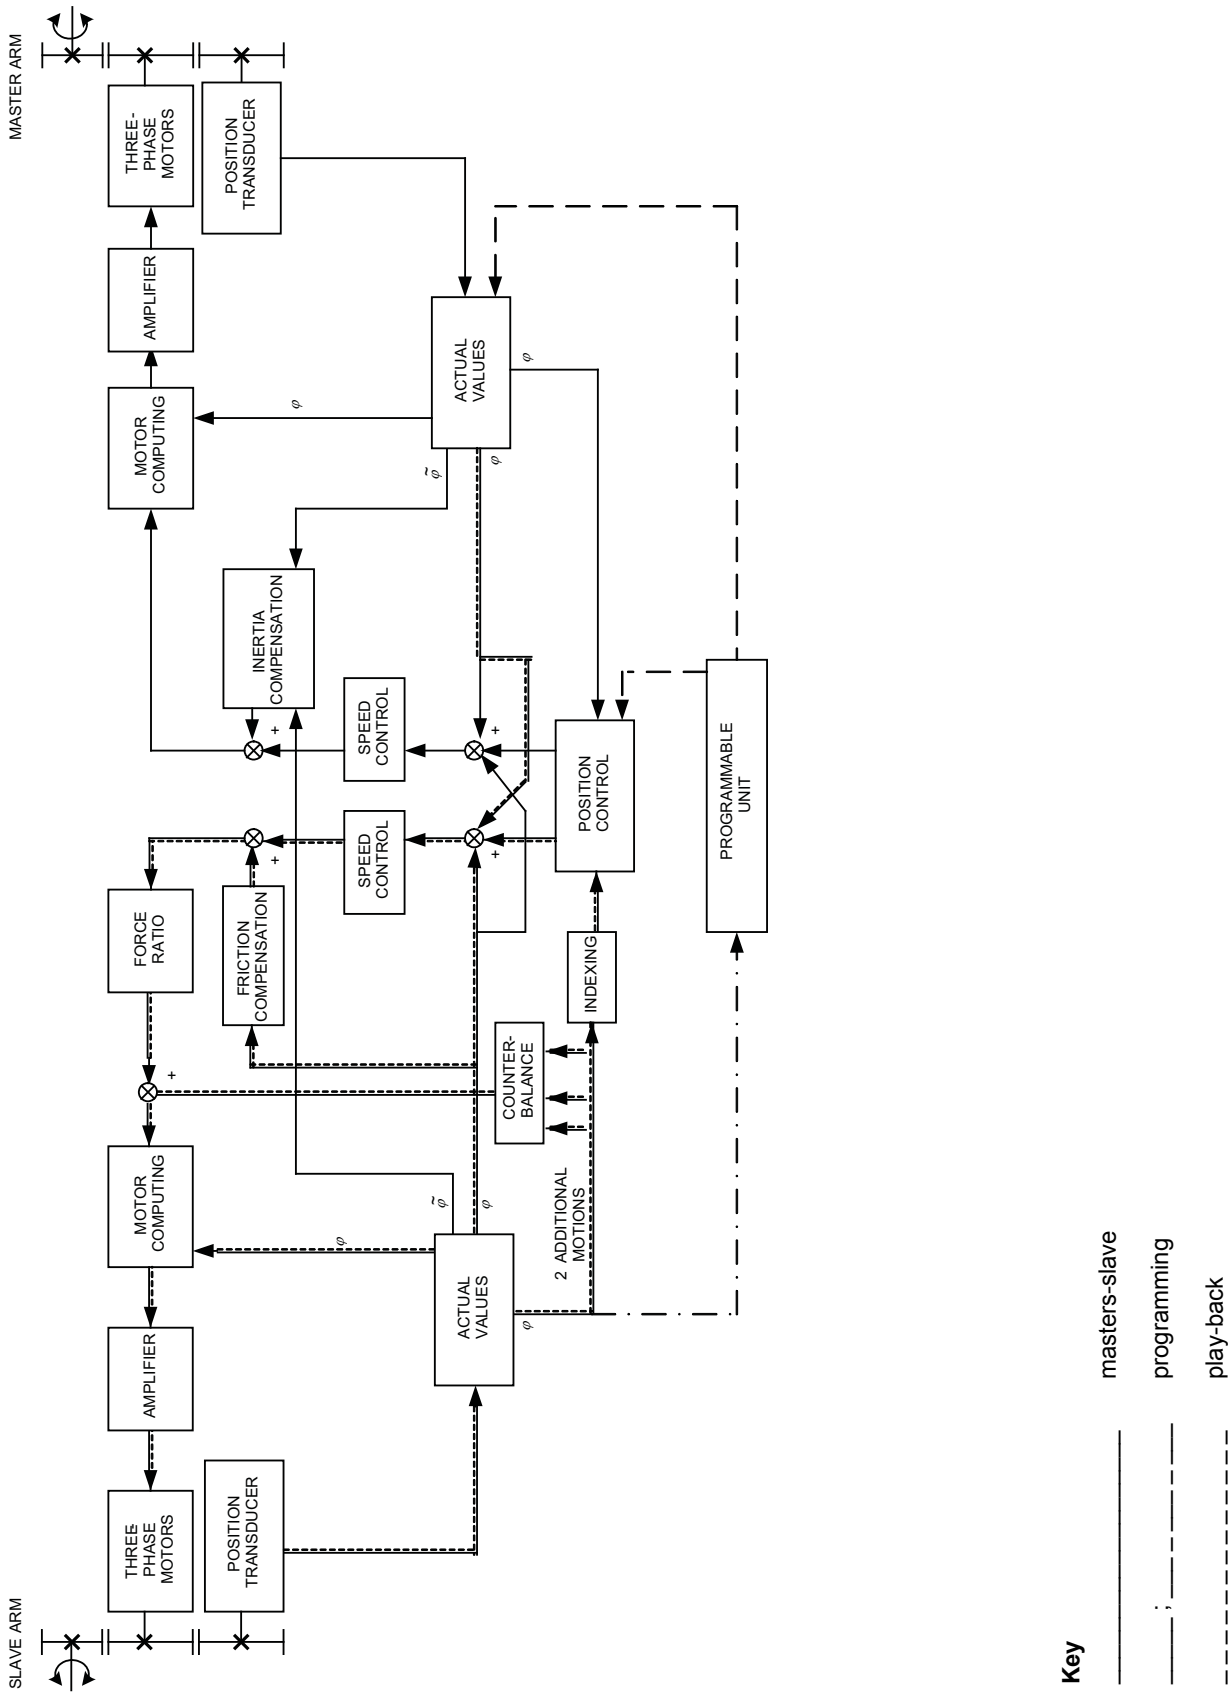 SLAVE ARM
MASTER ARM
THREE-
PHASE
MOTORS
AMPLIFIER
MOTOR
COMPUTING
+
FORCE
RATIO
MOTOR
COMPUTING
AMPLIFIER
THREE-
PHASE
MOTORS
POSITION
TRANSDUCER
FRICTION
COMPENSATION
+
+
INERTIA
COMPENSATION
POSITION
TRANSDUCER
φ
φ
SPEED
CONTROL
SPEED
CONTROL
ACTUAL
VALUES
φ̃
φ
+
+
φ̃
φ
ACTUAL
VALUES
COUNTER-
BALANCE
φ
φ
2 ADDITIONAL
MOTIONS
INDEXING
POSITION
CONTROL
PROGRAMMABLE
UNIT
Key
masters-slave
programming
play-back